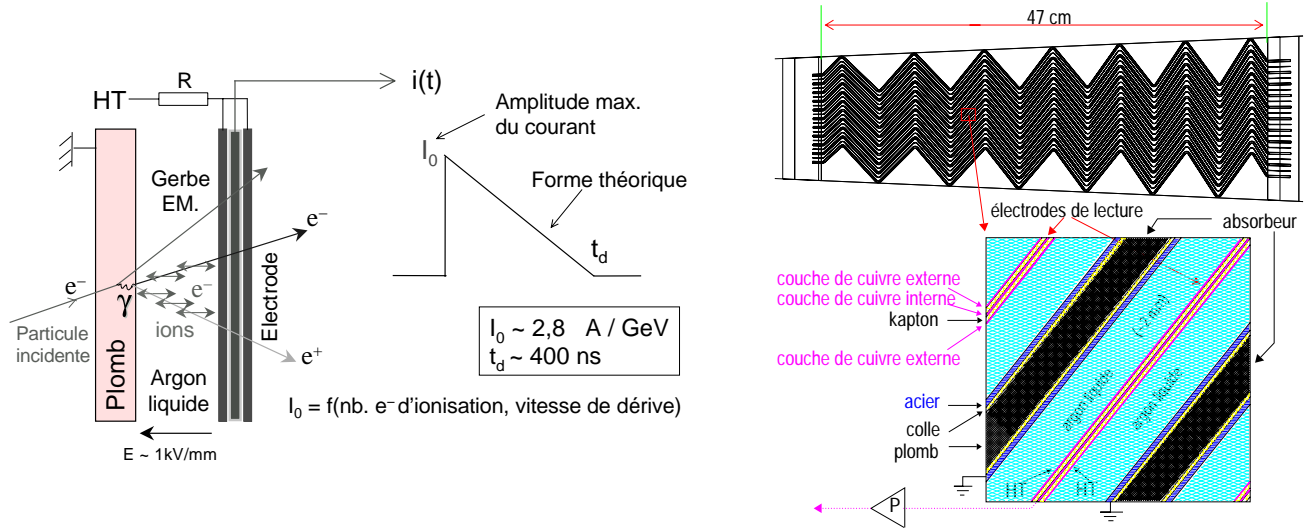 HT
R
i(t)
Amplitude max.
du courant
I0
Forme théorique
td
Gerbe
EM.
e–
e–
γ
e–
ions
Particule
incidente
e+
Electrode
Plomb
Argon
liquide
E ~ 1kV/mm
I0 ~ 2,8 A / GeV
td ~ 400 ns
I0 = f(nb. e– d'ionisation, vitesse de dérive)
47 cm
électrodes de lecture
absorbeur
couche de cuivre externe
couche de cuivre interne
kapton
couche de cuivre externe
(~2 mm)
argon liquide
argon liquide
acier
colle
plomb
HT
HT
P